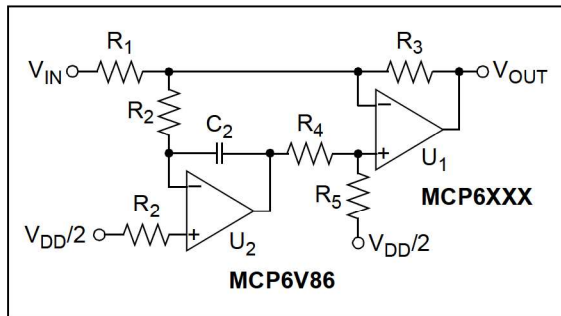 R1
R3
VIN
VOUT
R2
C2
R4
−
+
U1
R5
MCP6XXX
−
R2
+
VDD/2
U2
VDD/2
MCP6V86